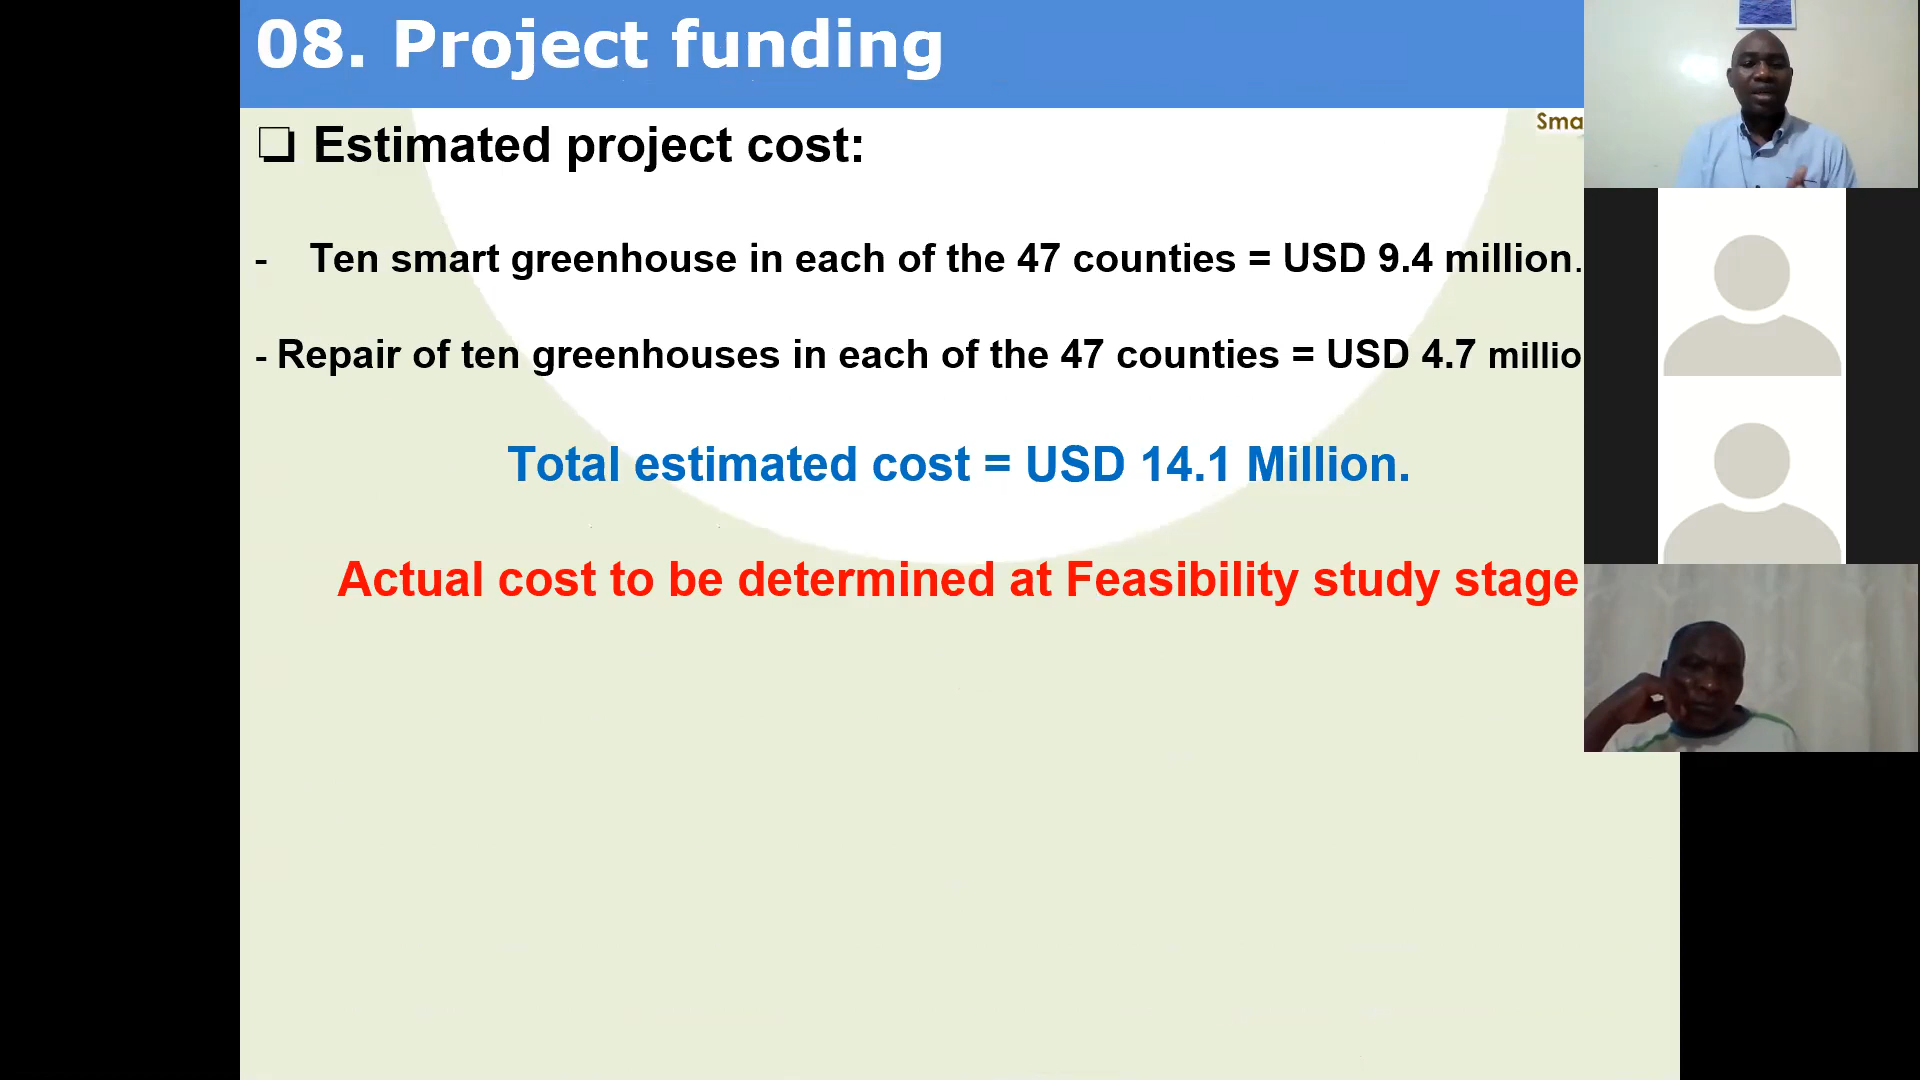 08. Project funding
Sma
❑ Estimated project cost:
- Ten smart greenhouse in each of the 47 counties = USD 9.4 million.
- Repair of ten greenhouses in each of the 47 counties = USD 4.7 millio
Total estimated cost = USD 14.1 Million.
Actual cost to be determined at Feasibility study stage